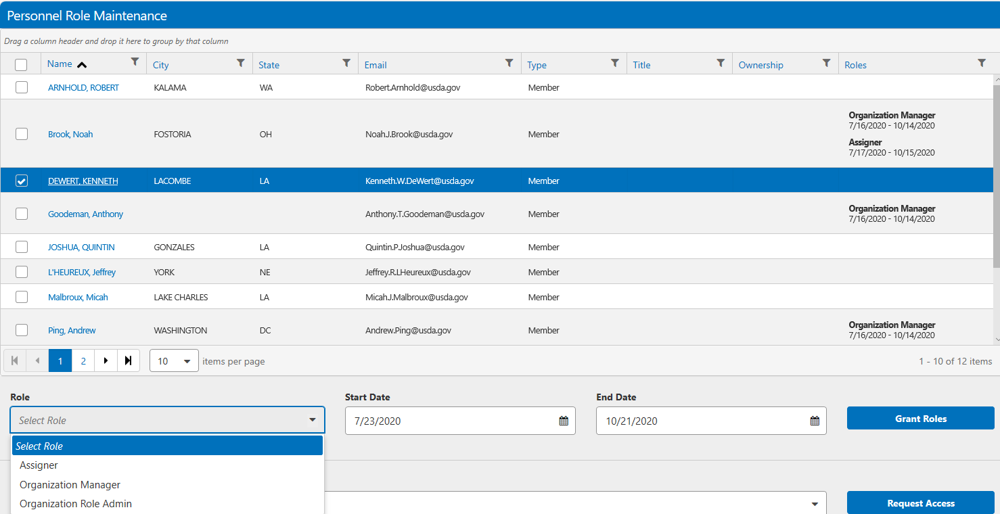 Personnel Role Maintenance
Drag a column header and drop it here to group by that column
Name City State Email Type Title Ownership Roles
ARNHOLD, ROBERT KALAMA WA Robert.Arnhold@usda.gov Member
Organization Manager
7/16/2020 - 10/14/2020
Brook, Noah FOSTORIA OH Noah.J.Brook@usda.gov Member
Assigner
7/17/2020 - 10/15/2020
DEWERT, KENNETH LACOMBE LA Kenneth.W.DeWert@usda.gov Member
Organization Manager
Goodeman, Anthony Anthony.T.Goodeman@usda.gov Member
7/16/2020 - 10/14/2020
JOSHUA, QUINTIN GONZALES LA Quintin.P.Joshua@usda.gov Member
L'HEUREUX, Jeffrey YORK NE Jeffrey.R.LHeureux@usda.gov Member
Malbroux, Micah LAKE CHARLES LA Micah.J.Malbroux@usda.gov Member
Organization Manager
Ping, Andrew WASHINGTON DC Andrew.Ping@usda.gov Member
7/16/2020 - 10/14/2020
1 2 10 items per page 1 - 10 of 12 items
Role Start Date End Date
Select Role 7/23/2020 10/21/2020 Grant Roles
Select Role
Assigner
Organization Manager
Organization Role Admin Request Access